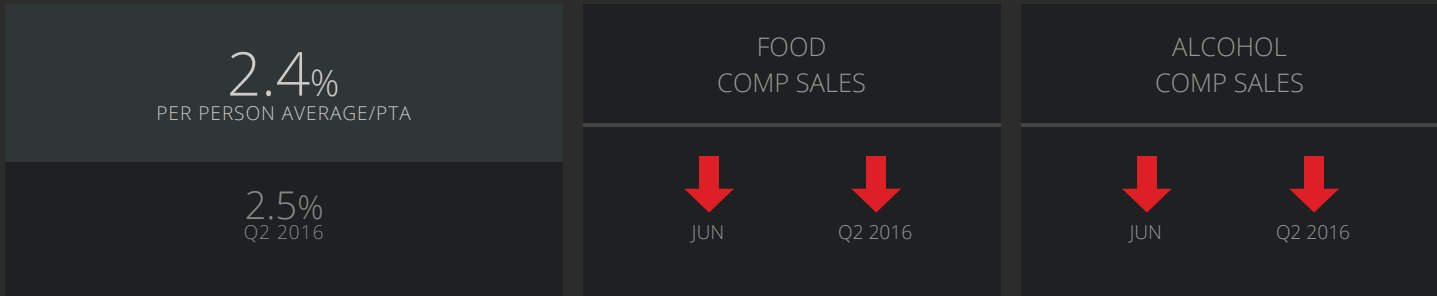 2.4%
PER PERSON AVERAGE/PTA
2.5%
Q2 2016
FOOD
COMP SALES
JUN
Q2 2016
ALCOHOL
COMP SALES
JUN
Q2 2016